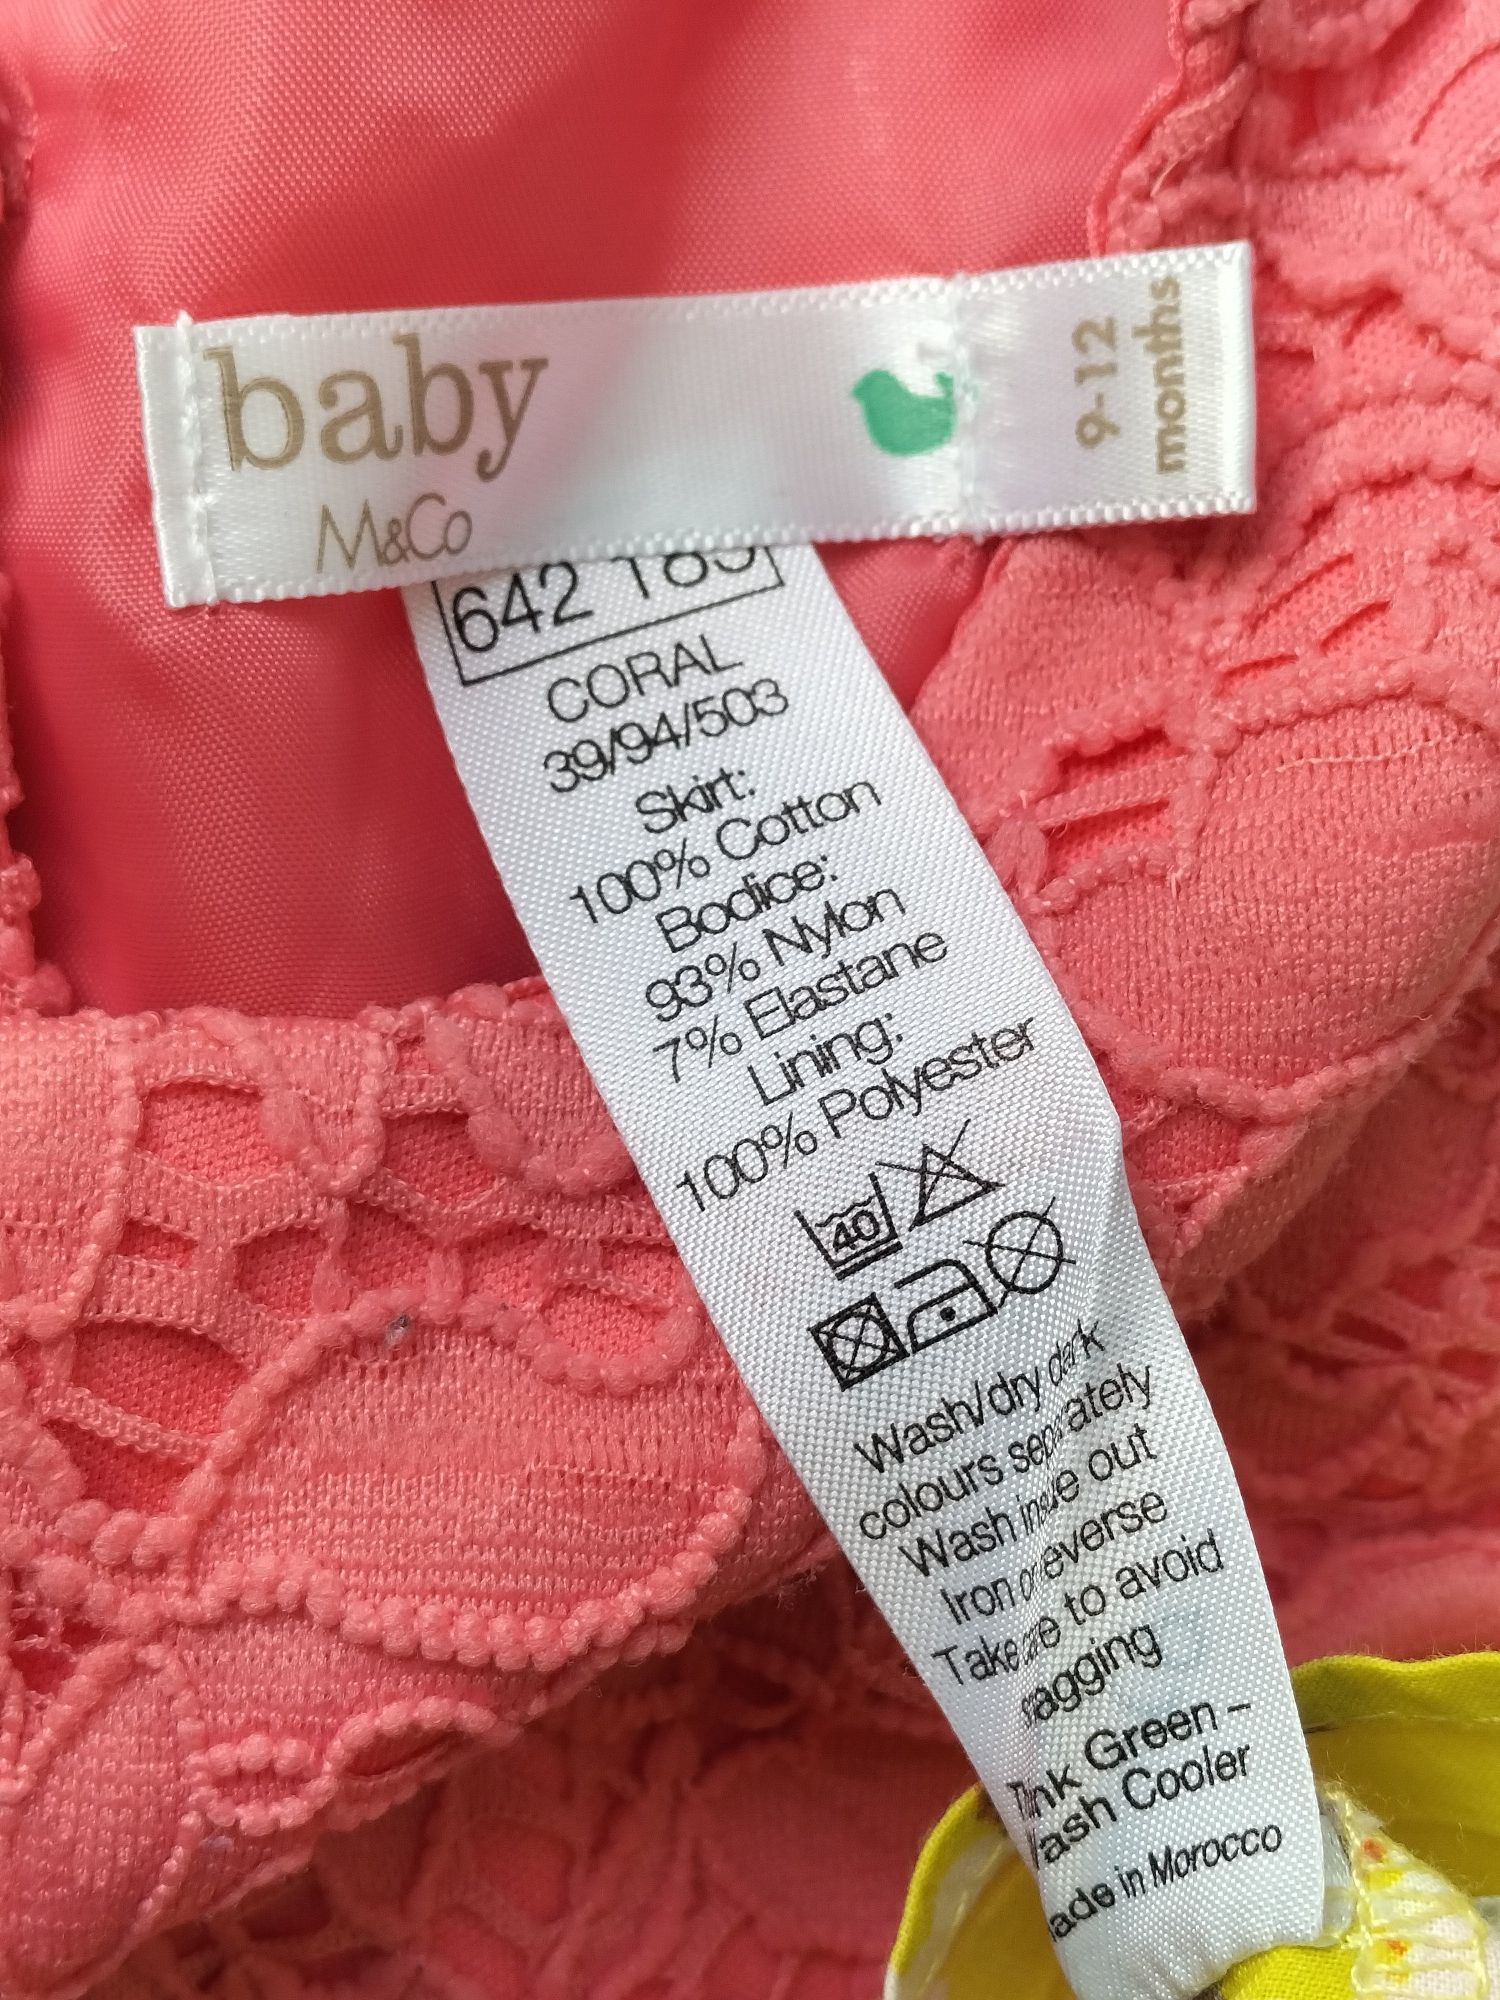 baby
M&Co
9-12
months
642
CORAL
39/94/503
Skirt:
100% Cotton
Bodice:
93% Nylon
7% Elastane
Lining:
100% Polyester
40
Wash/dry dark
colours separately
Wash inside out
Iron on reverse
Take care to avoid
sagging
Think Green –
Wash Cooler
Made in Morocco